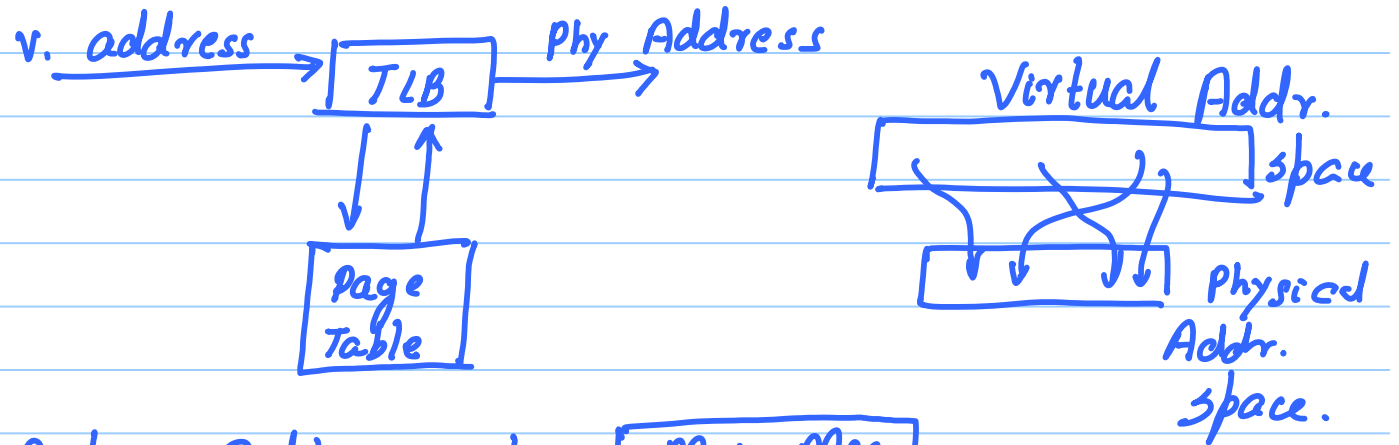 v. address
TLB
Phy Address
Page
Table
Virtual Addr.
space
Physical
Addr.
space.